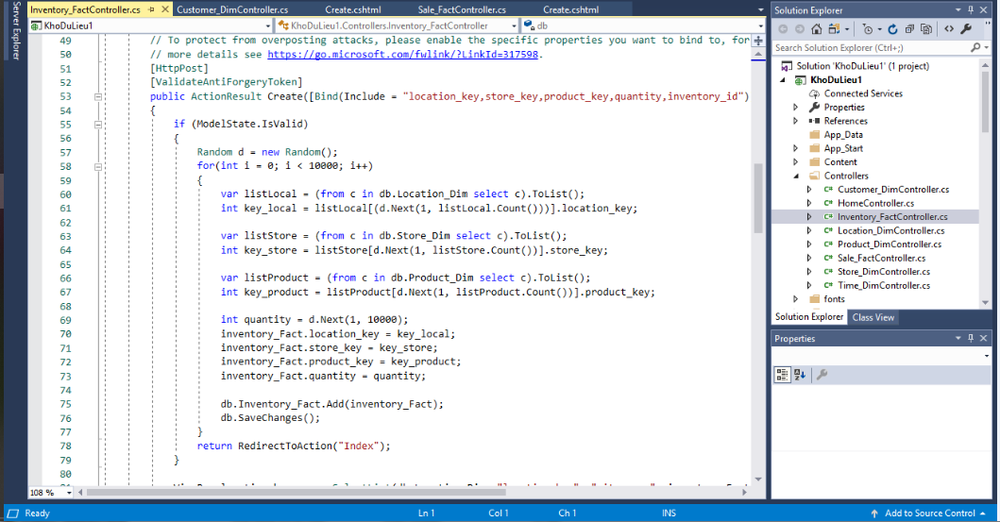 Server Explorer
Inventory_FactController.cs
Customer_DimController.cs
Create.cshtml
Sale_FactController.cs
Create.cshtml
KhoDuLieu1
KhoDuLieu1.Controllers.Inventory_FactController
db
49 // To protect from overposting attacks, please enable the specific properties you want to bind to, for
50 // more details see https://go.microsoft.com/fwlink/?LinkId=317598.
51 [HttpPost]
52 [ValidateAntiForgeryToken]
53 public ActionResult Create([Bind(Include = "location_key,store_key,product_key,quantity,inventory_id")
54 {
55 if (ModelState.IsValid)
56 {
57 Random d = new Random();
58 for(int i = 0; i < 10000; i++)
59 {
60 var listLocal = (from c in db.Location_Dim select c).ToList();
61 int key_local = listLocal[(d.Next(1, listLocal.Count()))].location_key;
62
63 var listStore = (from c in db.Store_Dim select c).ToList();
64 int key_store = listStore[d.Next(1, listStore.Count())].store_key;
65
66 var listProduct = (from c in db.Product_Dim select c).ToList();
67 int key_product = listProduct[d.Next(1, listProduct.Count())].product_key;
68
69 int quantity = d.Next(1, 10000);
70 inventory_Fact.location_key = key_local;
71 inventory_Fact.store_key = key_store;
72 inventory_Fact.product_key = key_product;
73 inventory_Fact.quantity = quantity;
74
75 db.Inventory_Fact.Add(inventory_Fact);
76 db.SaveChanges();
77 }
78 return RedirectToAction("Index");
79 }
80
108 %
Solution Explorer
Search Solution Explorer (Ctrl+;)
Solution 'KhoDuLieu1' (1 project)
KhoDuLieu1
Connected Services
Properties
References
App_Data
App_Start
Content
Controllers
C# Customer_DimController.cs
C# HomeController.cs
C# Inventory_FactController.cs
C# Location_DimController.cs
C# Product_DimController.cs
C# Sale_FactController.cs
C# Store_DimController.cs
C# Time_DimController.cs
fonts
Solution Explorer Class View
Properties
Ready
Ln 1
Col 1
Ch 1
INS
Add to Source Control